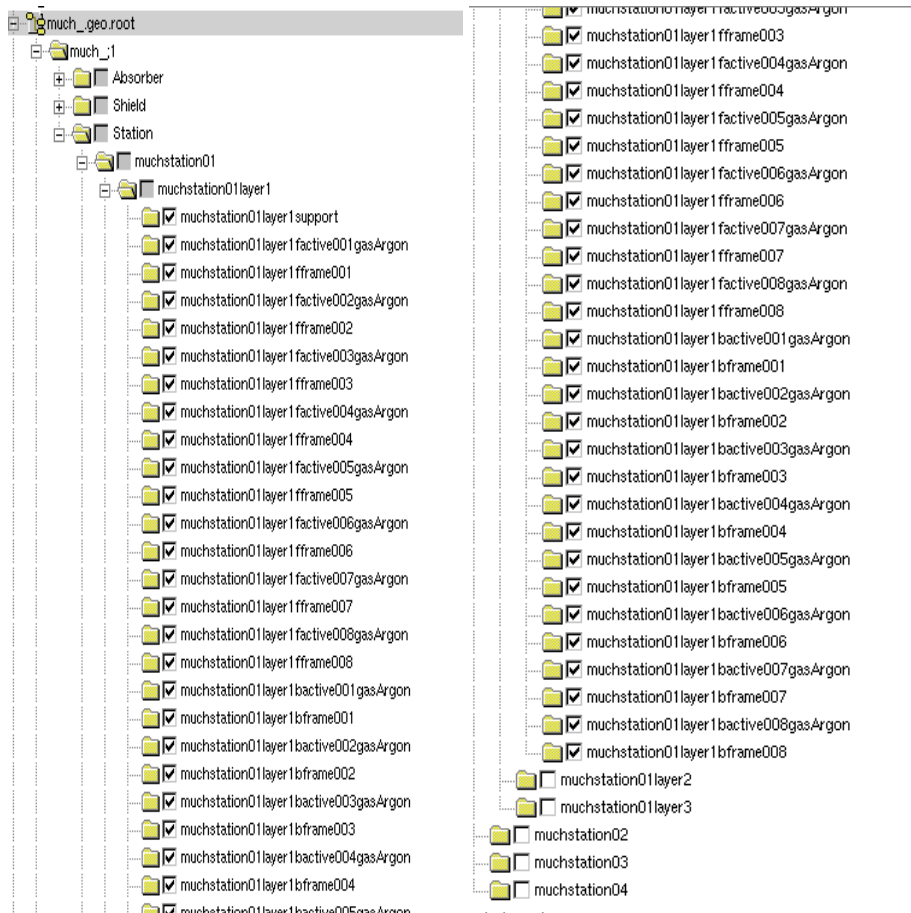 much_.geo.root
much_;1
Absorber
Shield
Station
muchstation01
muchstation01layer1
muchstation01layer1support
muchstation01layer1factive001gasArgon
muchstation01layer1fframe001
muchstation01layer1factive002gasArgon
muchstation01layer1fframe002
muchstation01layer1factive003gasArgon
muchstation01layer1fframe003
muchstation01layer1factive004gasArgon
muchstation01layer1fframe004
muchstation01layer1factive005gasArgon
muchstation01layer1fframe005
muchstation01layer1factive006gasArgon
muchstation01layer1fframe006
muchstation01layer1factive007gasArgon
muchstation01layer1fframe007
muchstation01layer1factive008gasArgon
muchstation01layer1fframe008
muchstation01layer1bactive001gasArgon
muchstation01layer1bframe001
muchstation01layer1bactive002gasArgon
muchstation01layer1bframe002
muchstation01layer1bactive003gasArgon
muchstation01layer1bframe003
muchstation01layer1bactive004gasArgon
muchstation01layer1bframe004
muchstation01layer1bactive005gasArgon
muchstation01layer1factive003gasArgon
muchstation01layer1fframe003
muchstation01layer1factive004gasArgon
muchstation01layer1fframe004
muchstation01layer1factive005gasArgon
muchstation01layer1fframe005
muchstation01layer1factive006gasArgon
muchstation01layer1fframe006
muchstation01layer1factive007gasArgon
muchstation01layer1fframe007
muchstation01layer1factive008gasArgon
muchstation01layer1fframe008
muchstation01layer1bactive001gasArgon
muchstation01layer1bframe001
muchstation01layer1bactive002gasArgon
muchstation01layer1bframe002
muchstation01layer1bactive003gasArgon
muchstation01layer1bframe003
muchstation01layer1bactive004gasArgon
muchstation01layer1bframe004
muchstation01layer1bactive005gasArgon
muchstation01layer1bframe005
muchstation01layer1bactive006gasArgon
muchstation01layer1bframe006
muchstation01layer1bactive007gasArgon
muchstation01layer1bframe007
muchstation01layer1bactive008gasArgon
muchstation01layer1bframe008
muchstation01layer2
muchstation01layer3
muchstation02
muchstation03
muchstation04